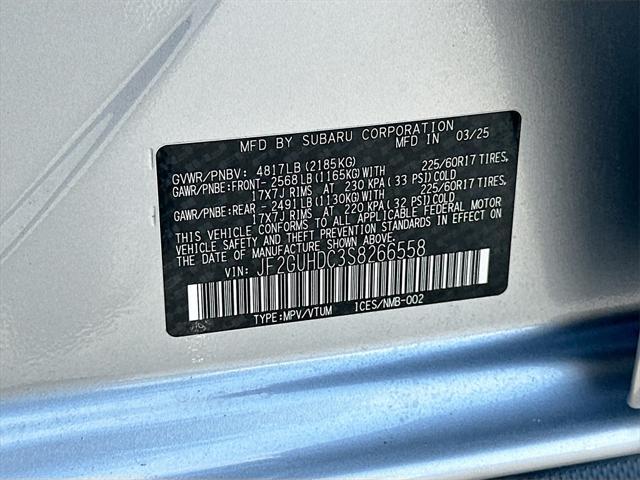 MFD BY SUBARU CORPORATION MFD IN 03/25
GVWR/PNBV: 4817LB (2185KG)
GAWR/PNBE:FRONT- 2568LB (1165KG)WITH 225/60R17 TIRES,
17X7J RIMS AT 230 KPA (33 PSI)COLD
GAWR/PNBE:REAR - 2491LB (1130KG)WITH 225/60R17 TIRES,
17X7J RIMS AT 220 KPA (32 PSI)COLD
THIS VEHICLE CONFORMS TO ALL APPLICABLE FEDERAL MOTOR
VEHICLE SAFETY AND THEFT PREVENTION STANDARDS IN EFFECT
ON THE DATE OF MANUFACTURE SHOWN ABOVE.
VIN: JF2GUHDC3S8266558
TYPE:MPV/VTUM ICES/NMB-002